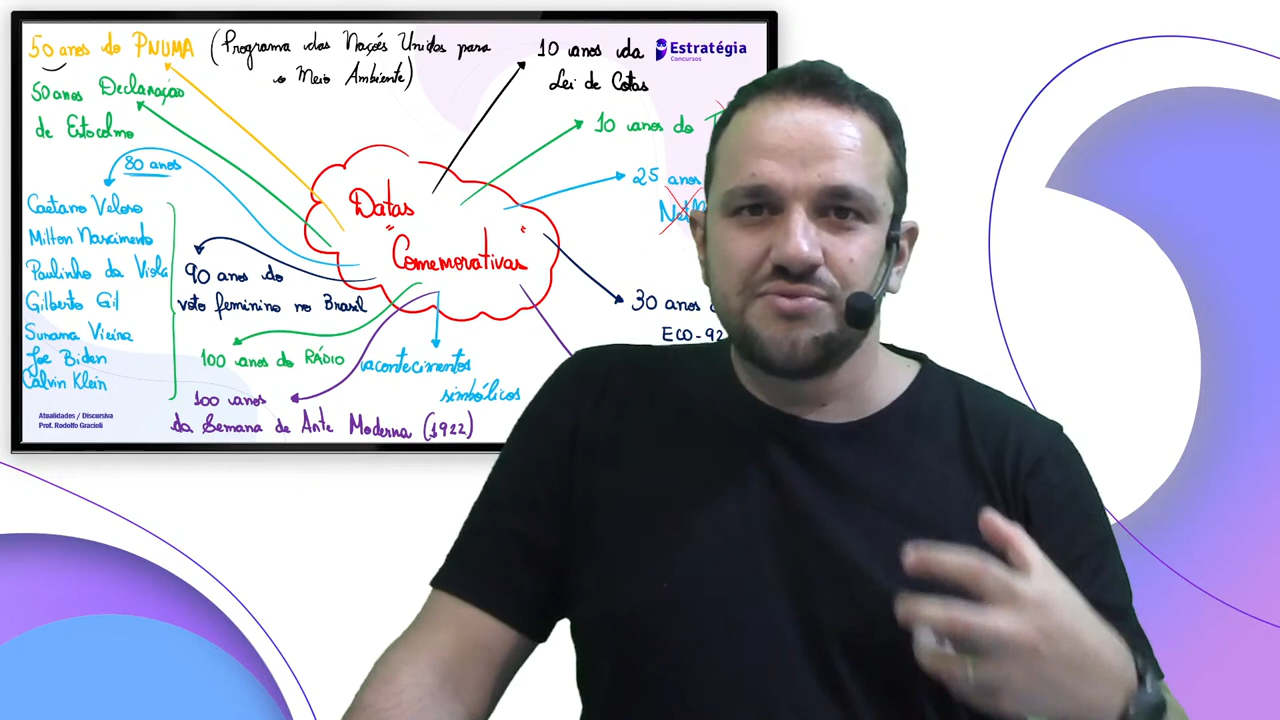 50 anos do PNUMA (Programa das Nações Unidas para
o Meio Ambiente)
10 anos da
Lei de Cotas
Estratégia
Concursos
50 anos Declaração
de Estocolmo
10 anos do
25 anos
80 anos
Caetano Veloso
Milton Nascimento
Paulinho da Viola
Gilberto Gil
Susana Vieira
Joe Biden
Calvin Klein
Datas
"Comemorativas"
90 anos do
voto feminino no Brasil
30 anos
ECO-92
100 anos do RÁDIO
acontecimentos
simbólicos
100 anos
da Semana de Arte Moderna (1922)
Atualidades / Discursiva
Prof. Rodolfo Gracioli